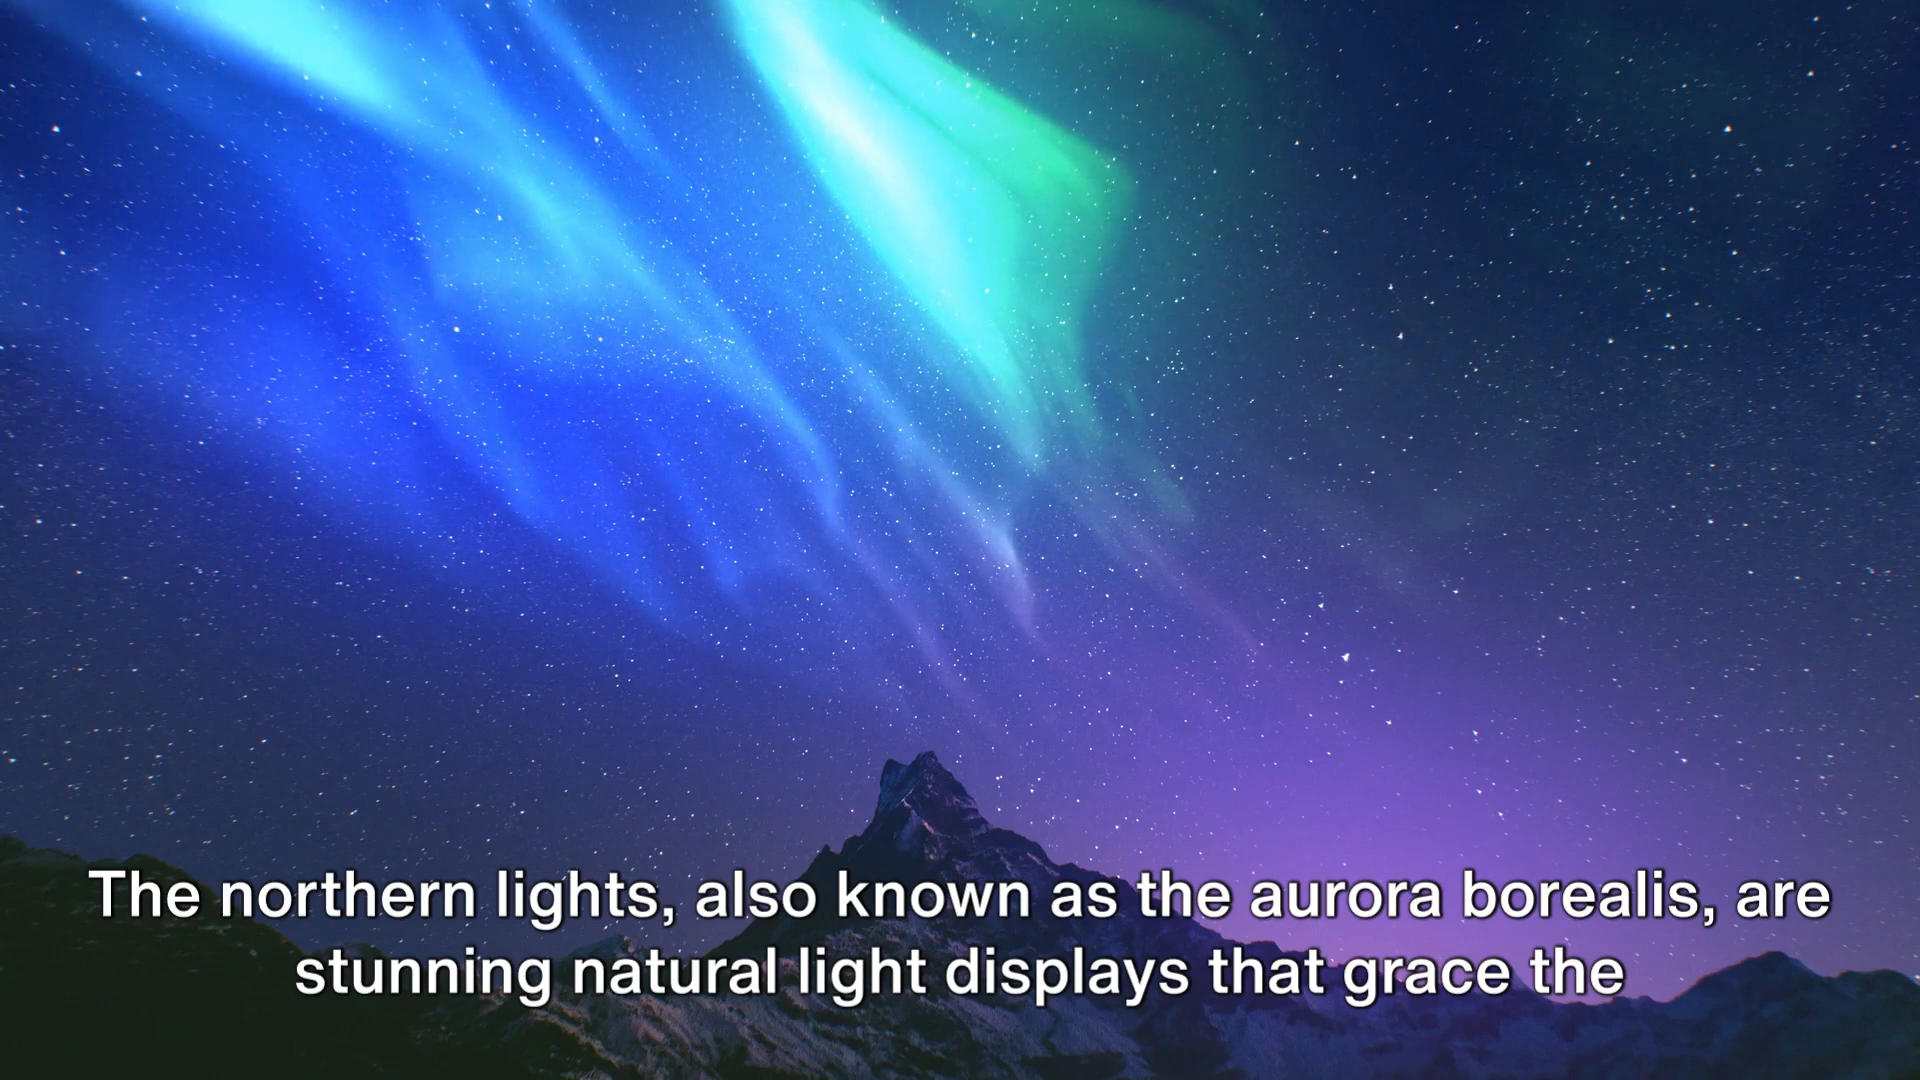 The northern lights, also known as the aurora borealis, are
stunning natural light displays that grace the